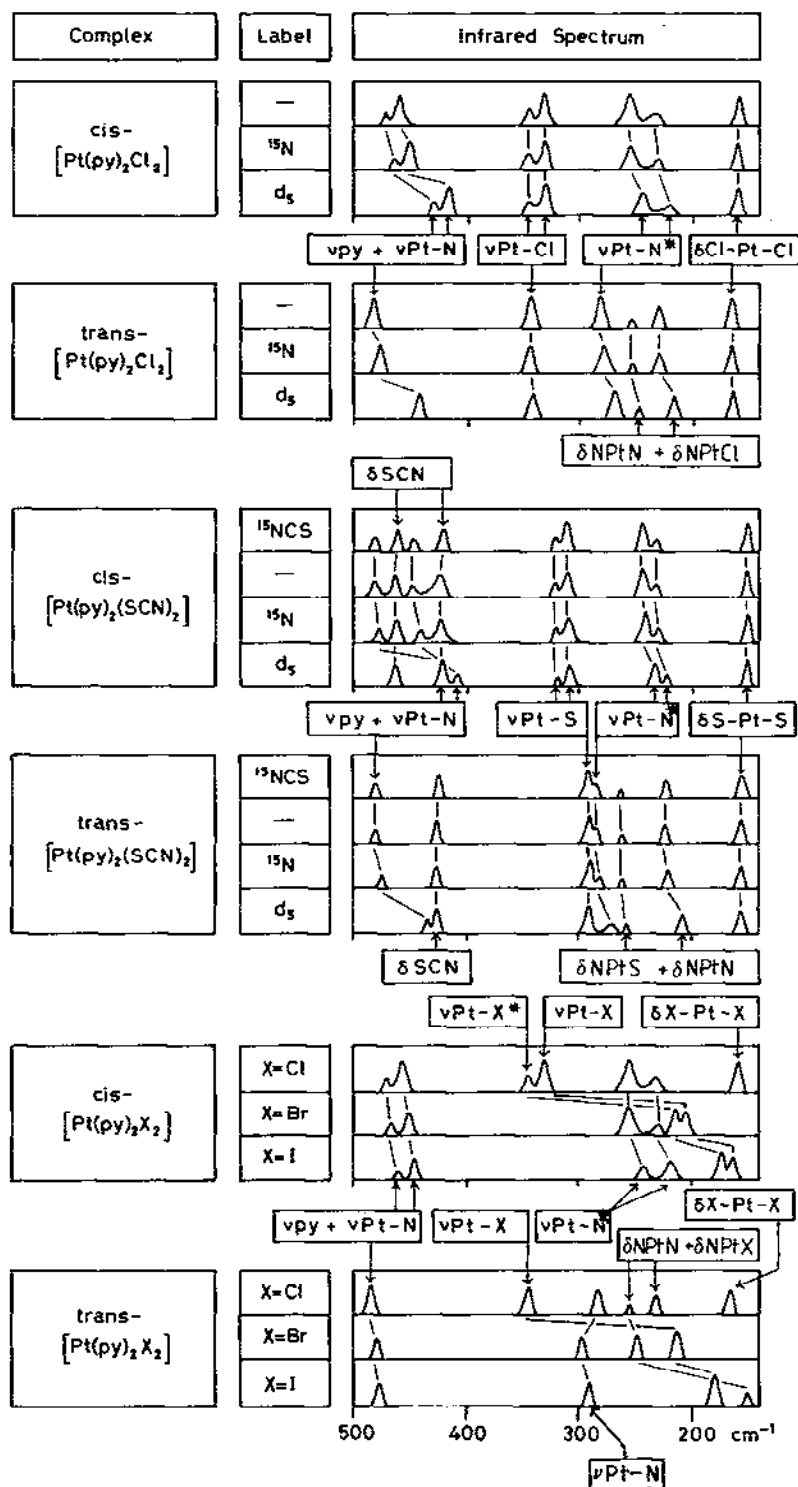 Complex Label Infrared Spectrum
cis-
[Pt(py)₂Cl₂]
—
¹⁵N
d₅
νpy + νPt-N νPt-Cl νPt-N* δCl-Pt-Cl
trans-
[Pt(py)₂Cl₂]
—
¹⁵N
d₅
δNPtN + δNPtCl
δSCN
cis-
[Pt(py)₂(SCN)₂]
¹⁵NCS
—
¹⁵N
d₅
νpy + νPt-N νPt-S νPt-N* δS-Pt-S
trans-
[Pt(py)₂(SCN)₂]
¹⁵NCS
—
¹⁵N
d₅
δSCN δNPtS + δNPtN
νPt-X* νPt-X δX-Pt-X
cis-
[Pt(py)₂X₂]
X=Cl
X=Br
X=I
δX-Pt-X
νpy + νPt-N νPt-X νPt-N*
δNPtN + δNPtX
trans-
[Pt(py)₂X₂]
X=Cl
X=Br
X=I
500 400 300 200 cm⁻¹
νPt-N